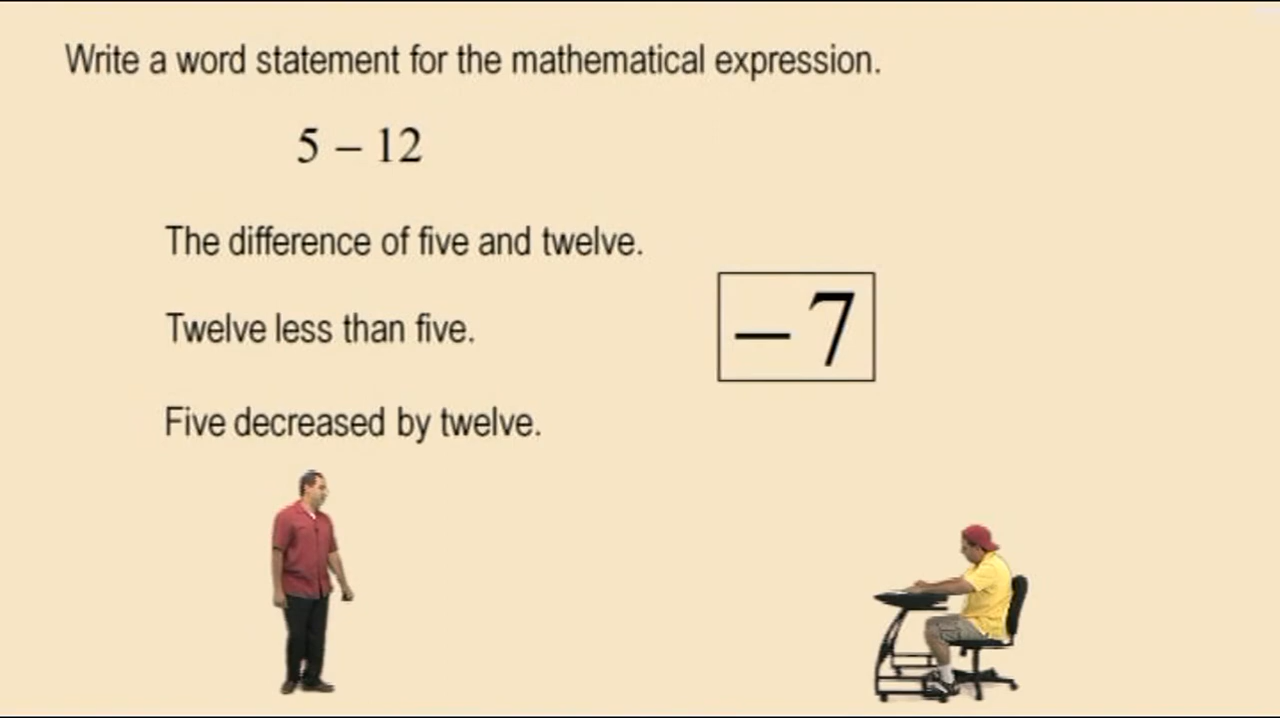 Write a word statement for the mathematical expression.
5 – 12
The difference of five and twelve.
Twelve less than five.
– 7
Five decreased by twelve.